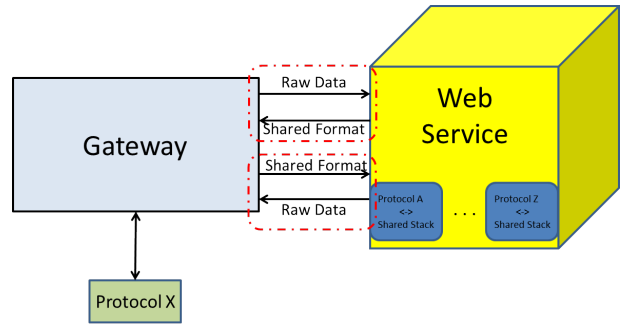 Raw Data
Shared Format
Gateway
Web
Service
Shared Format
Raw Data
Protocol A
<->
Shared Stack
. . .
Protocol Z
<->
Shared Stack
Protocol X